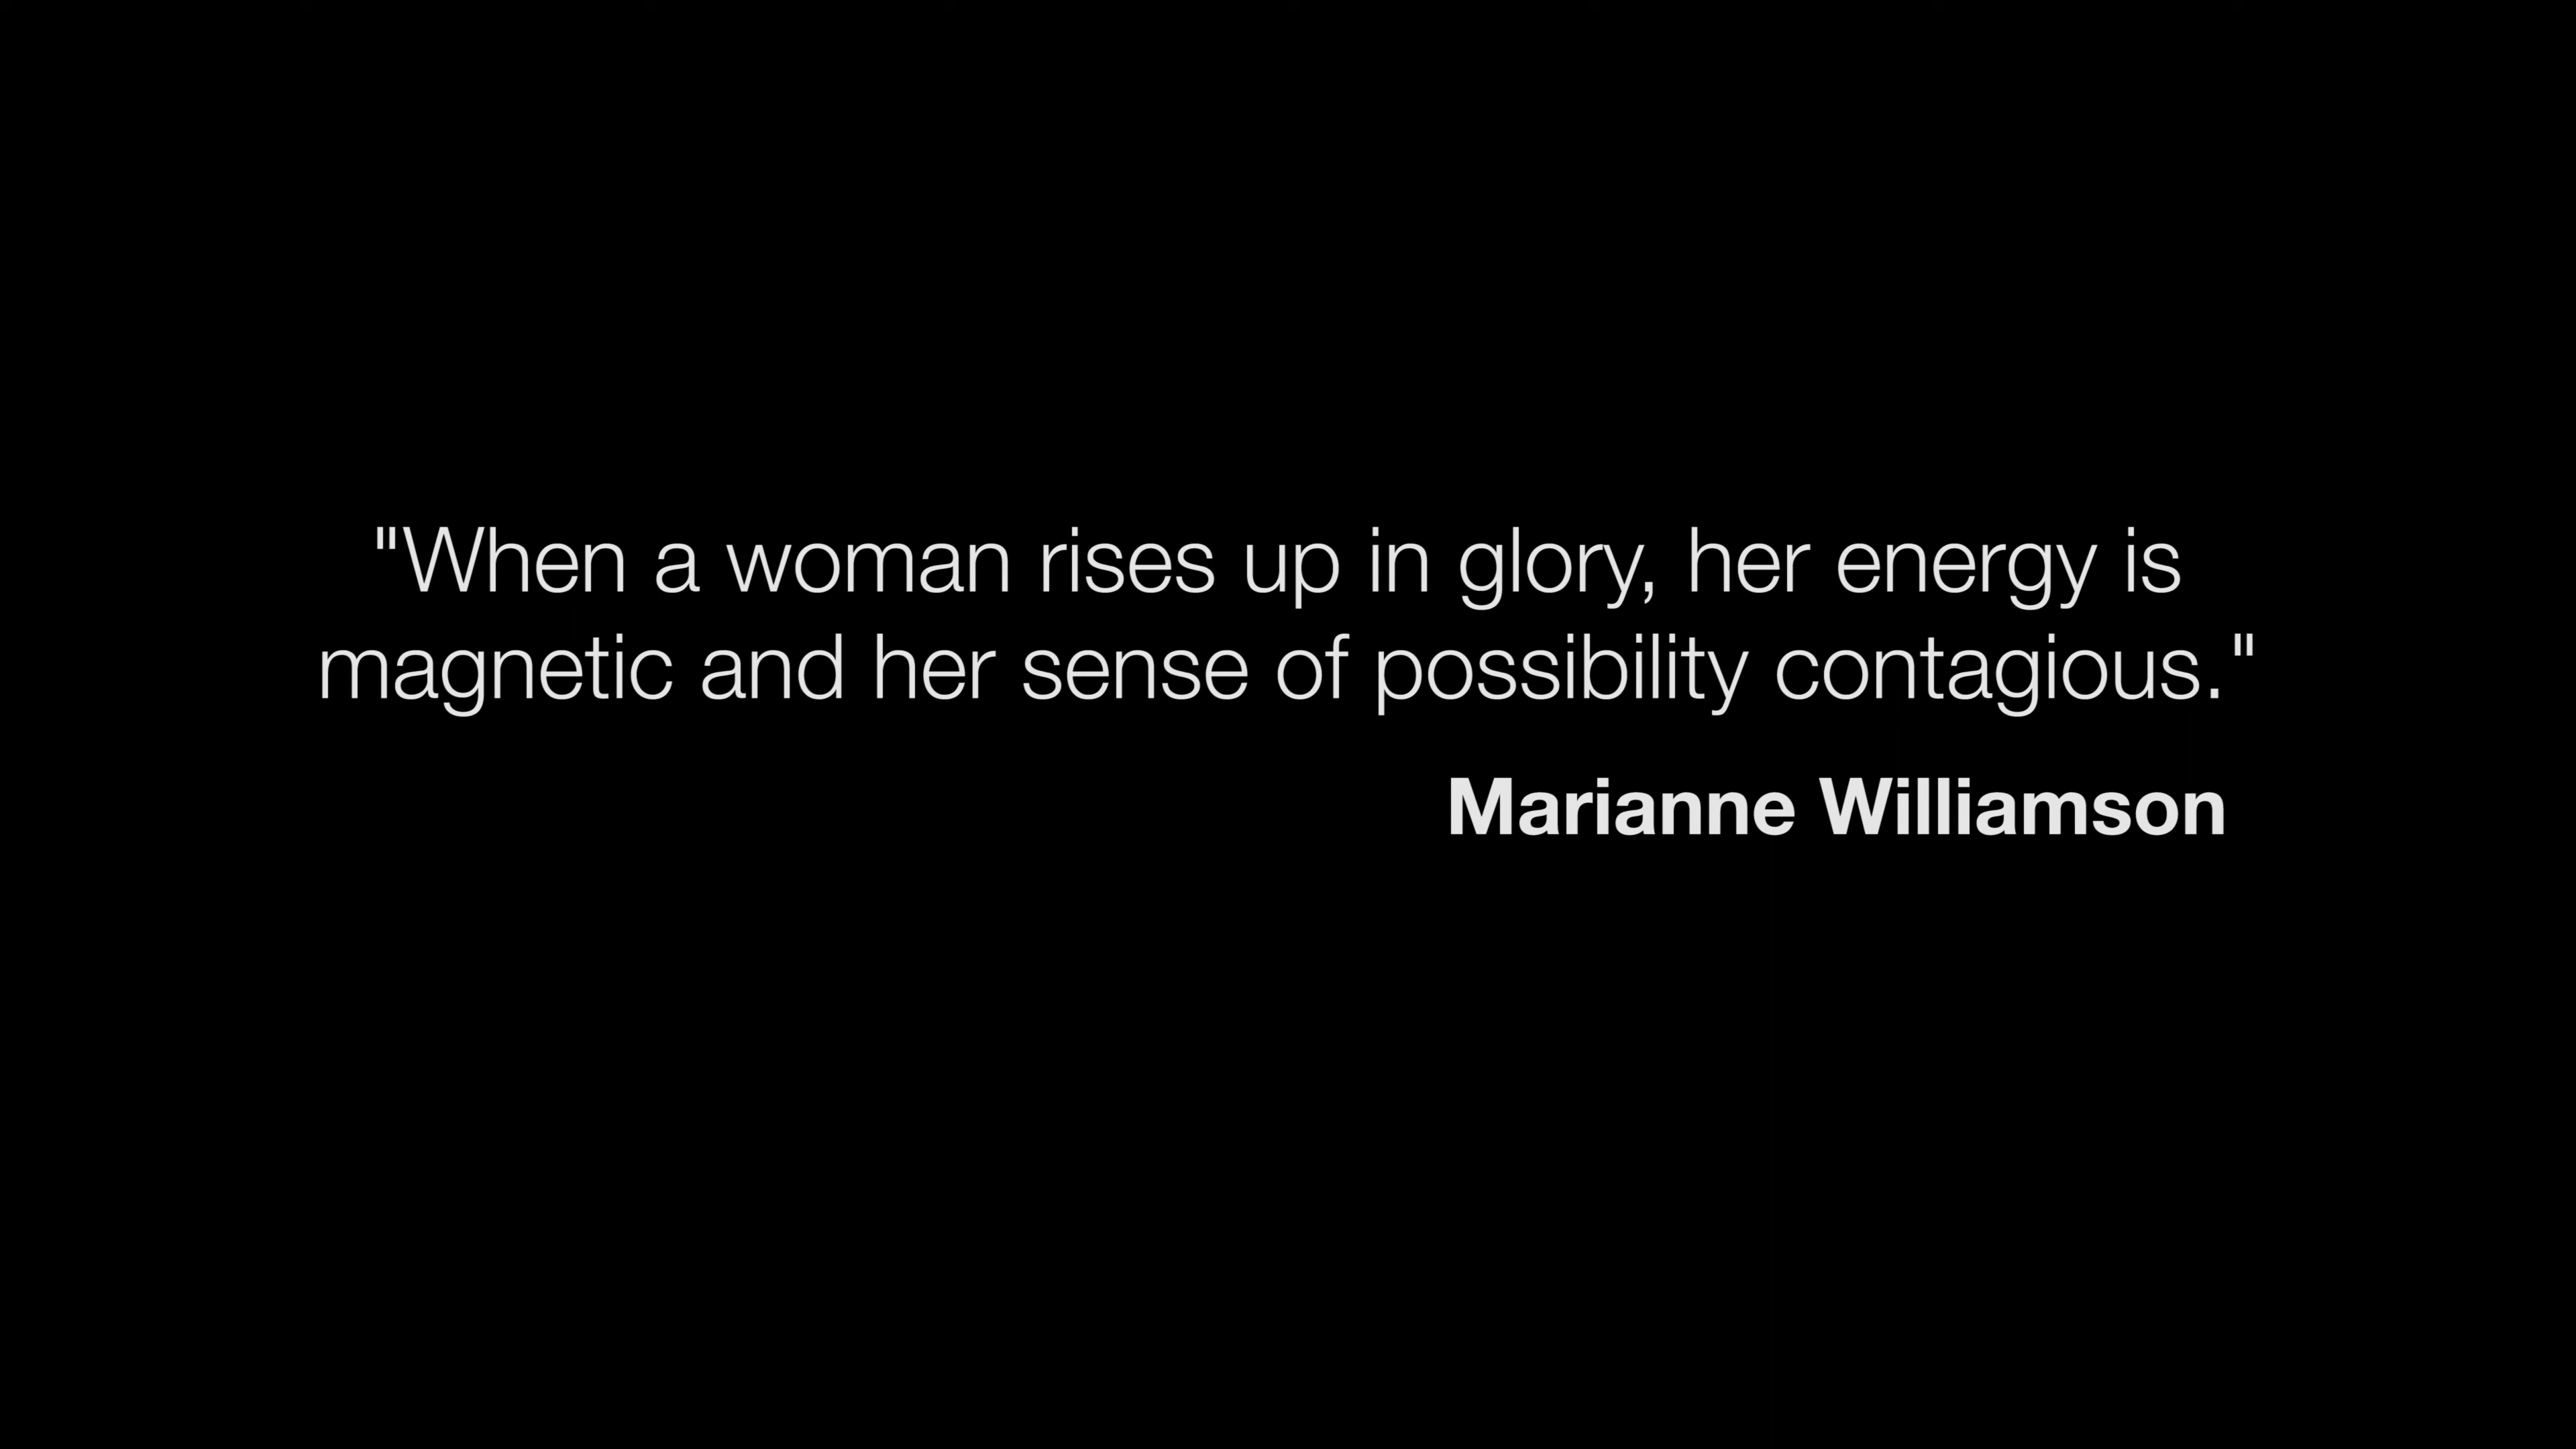 "When a woman rises up in glory, her energy is
magnetic and her sense of possibility contagious."
Marianne Williamson